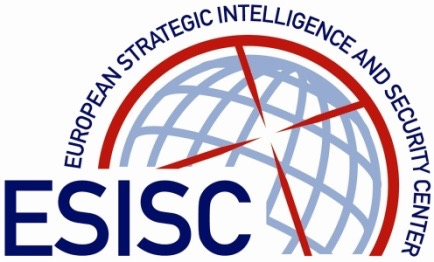 EUROPEAN STRATEGIC INTELLIGENCE AND SECURITY CENTER
ESISC